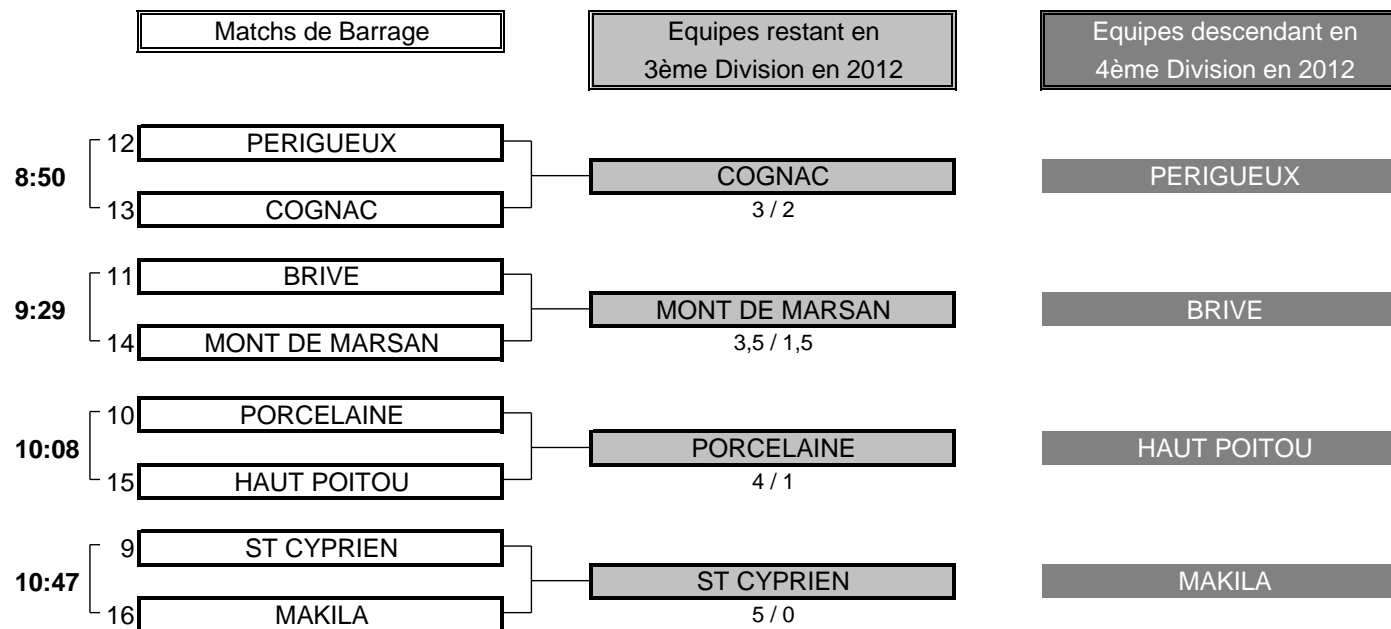 Matchs de Barrage
Equipes restant en
3ème Division en 2012
Equipes descendant en
4ème Division en 2012
12 PERIGUEUX
8:50 COGNAC PERIGUEUX
13 COGNAC 3 / 2
11 BRIVE
9:29 MONT DE MARSAN BRIVE
14 MONT DE MARSAN 3,5 / 1,5
10 PORCELAINE
10:08 PORCELAINE HAUT POITOU
15 HAUT POITOU 4 / 1
9 ST CYPRIEN
10:47 ST CYPRIEN MAKILA
16 MAKILA 5 / 0